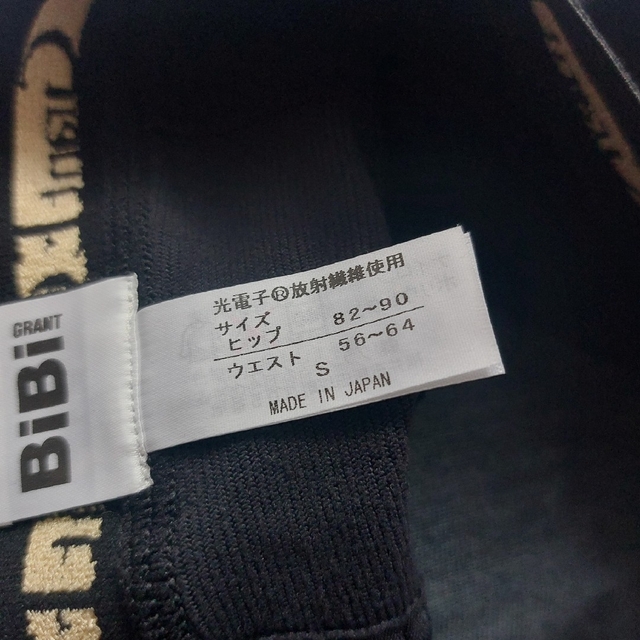 GRANT
BiBi
光電子®放射繊維使用
サイズ
ヒップ 82～90
ウエスト 56～64
S
MADE IN JAPAN